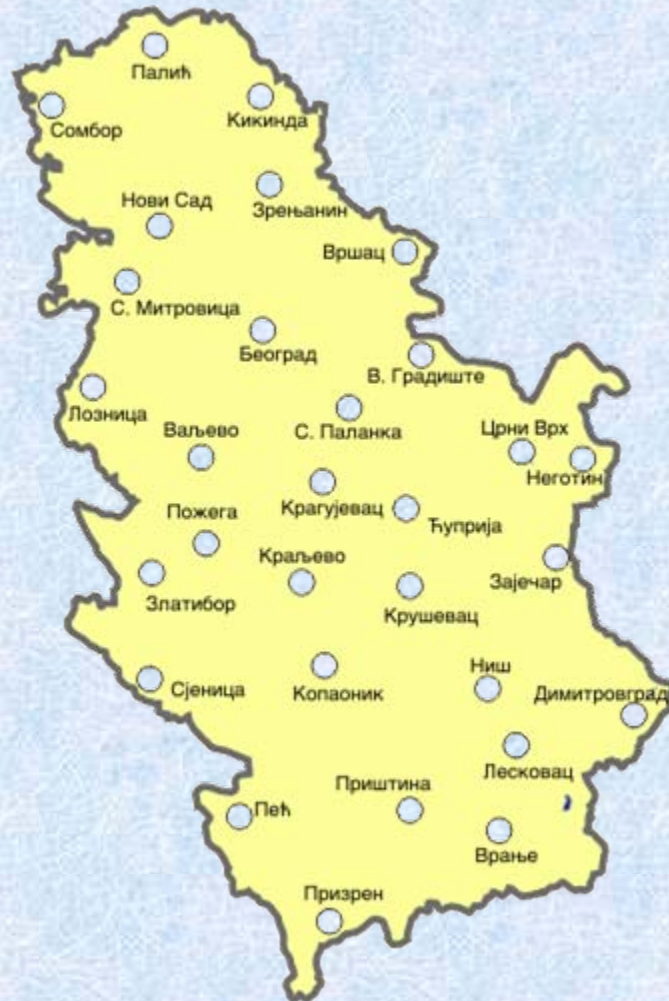 Палић
Сомбор
Кикинда
Нови Сад
Зрењанин
Вршац
С. Митровица
Београд
В. Градиште
Лозница
Ваљево
С. Паланка
Црни Врх
Неготин
Крагујевац
Ћуприја
Пожега
Краљево
Зајечар
Златибор
Крушевац
Сјеница
Копаоник
Ниш
Димитровград
Лесковац
Приштина
Пећ
Врање
Призрен